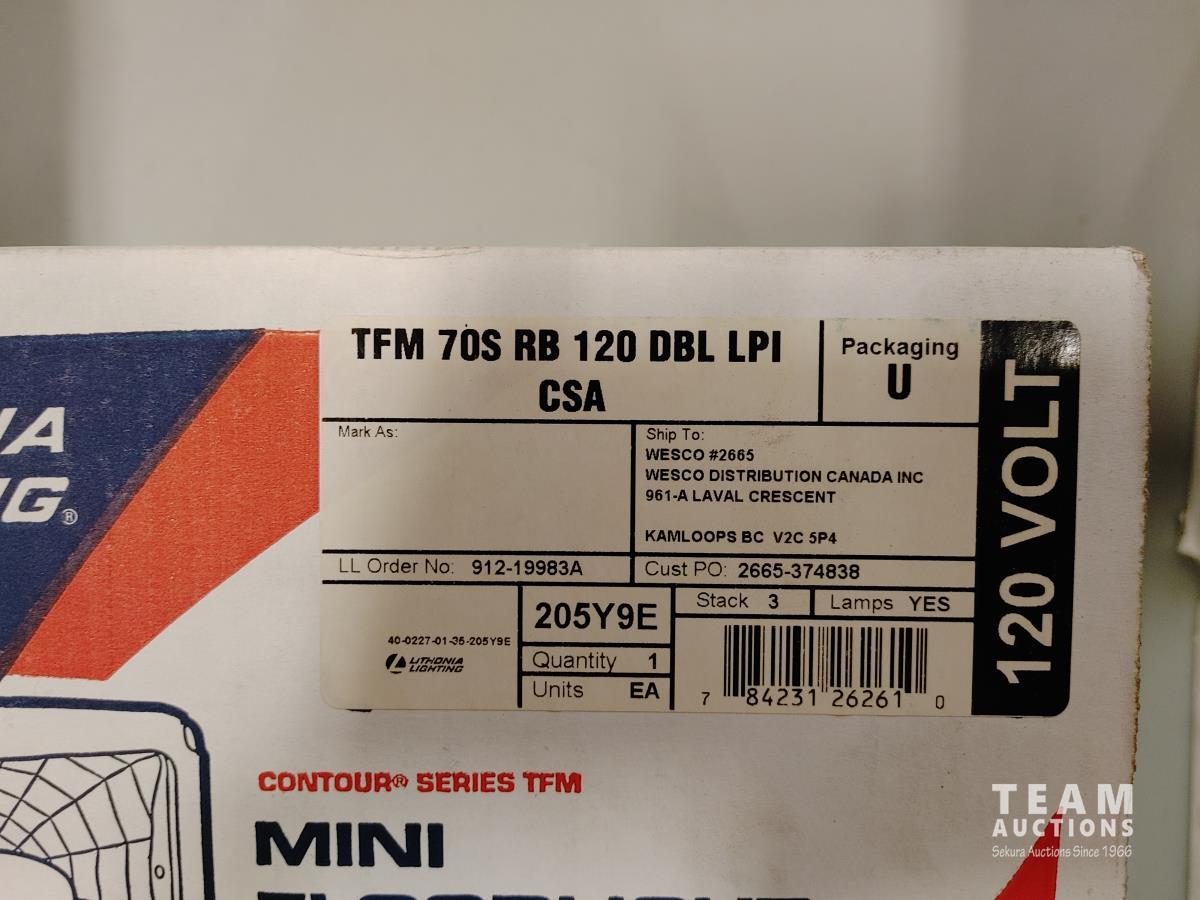 IA
NG®
TFM 70S RB 120 DBL LPI
CSA
Packaging
U
Mark As:
Ship To:
WESCO #2665
WESCO DISTRIBUTION CANADA INC
961-A LAVAL CRESCENT
KAMLOOPS BC V2C 5P4
LL Order No: 912-19983A
Cust PO: 2665-374838
40-0227-01-35-205Y9E
LITHONIA
LIGHTING
205Y9E
Quantity 1
Units EA
Stack 3
Lamps YES
7 84231 26261 0
120 VOLT
CONTOUR® SERIES TFM
MINI
FLOODLIGHT
TEAM
AUCTIONS
Sekura Auctions Since 1966